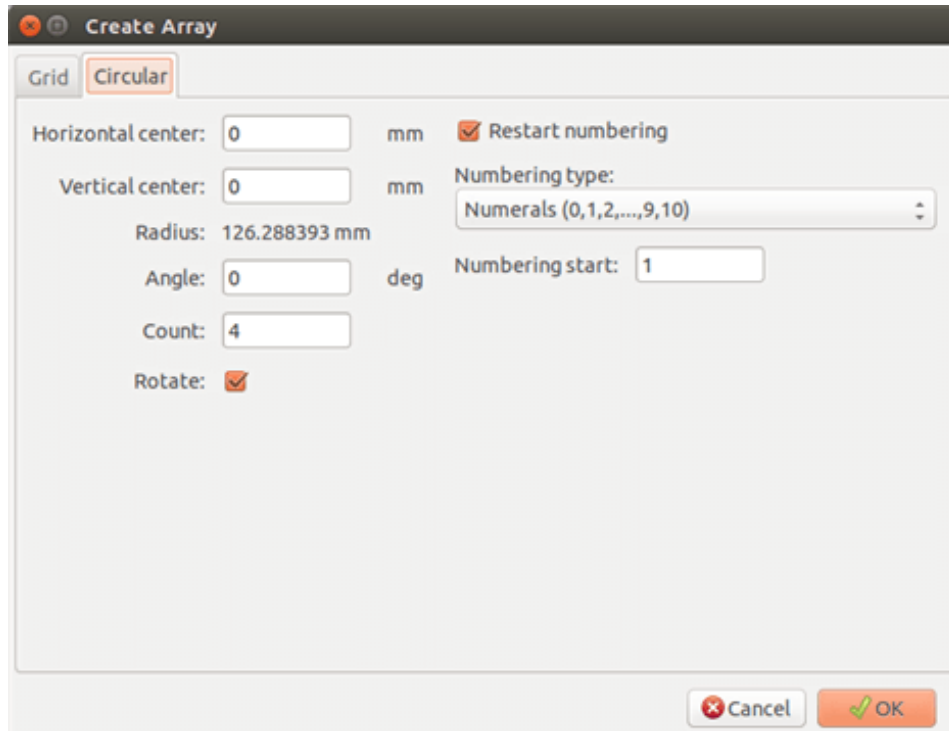 Create Array
Grid Circular
Horizontal center: 0 mm
Vertical center: 0 mm
Radius: 126.288393 mm
Angle: 0 deg
Count: 4
Rotate:
Restart numbering
Numbering type:
Numerals (0,1,2,...,9,10)
Numbering start: 1
Cancel OK